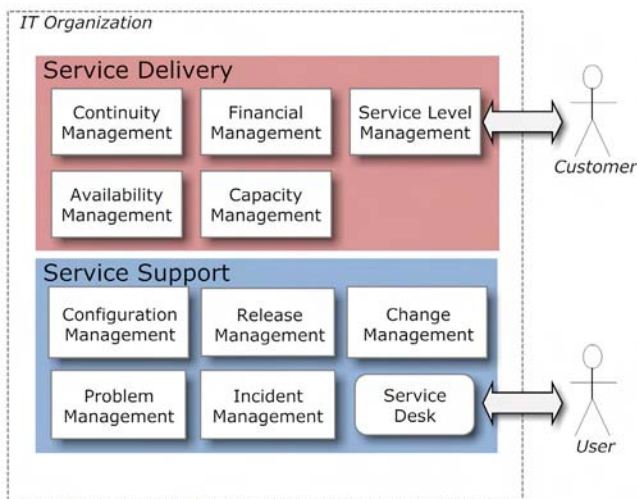 IT Organization
Service Delivery
Continuity
Management
Financial
Management
Service Level
Management
Customer
Availability
Management
Capacity
Management
Service Support
Configuration
Management
Release
Management
Change
Management
Problem
Management
Incident
Management
Service
Desk
User